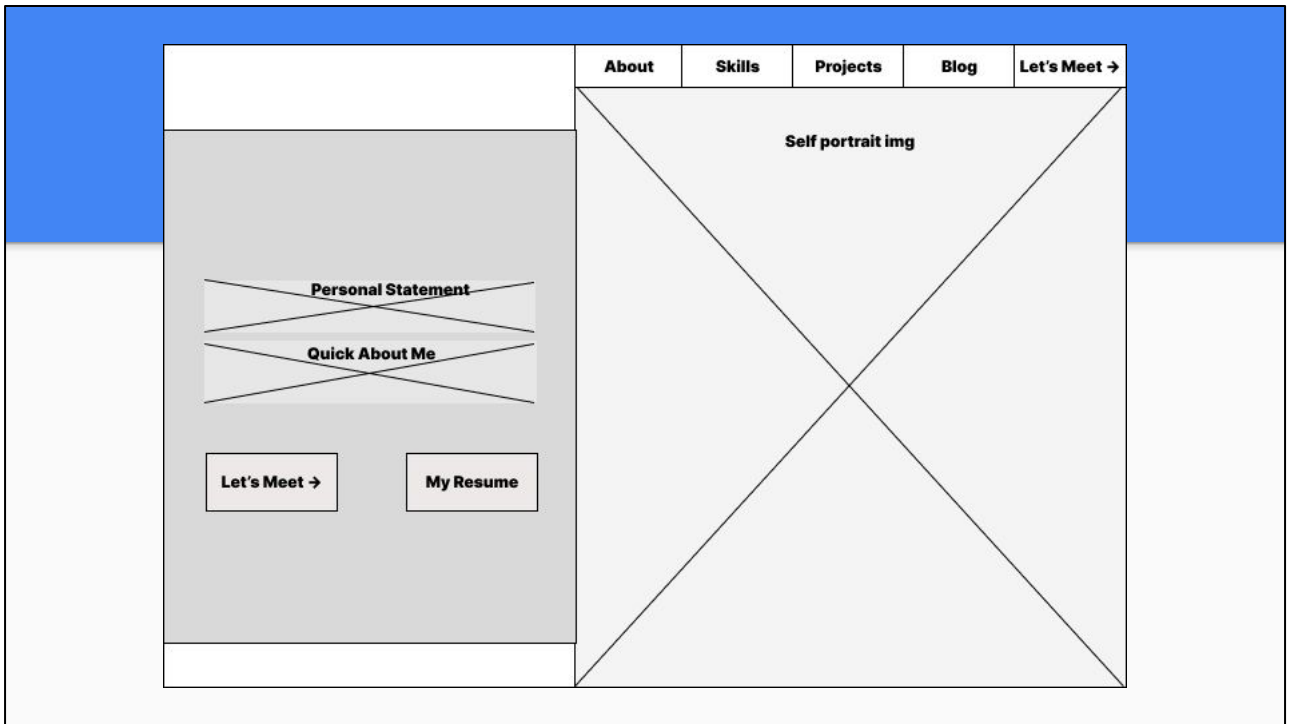 About
Skills
Projects
Blog
Let's Meet →
Self portrait img
Personal Statement
Quick About Me
Let's Meet →
My Resume